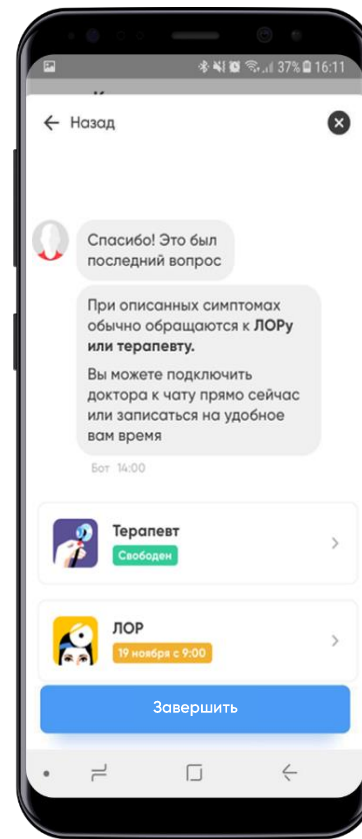 37% 16:11
Назад
Спасибо! Это был
последний вопрос
При описанных симптомах
обычно обращаются к ЛОРу
или терапевту.
Вы можете подключить
доктора к чату прямо сейчас
или записаться на удобное
вам время
Бот 14:00
Терапевт
Свободен
ЛОР
19 ноября с 9:00
Завершить